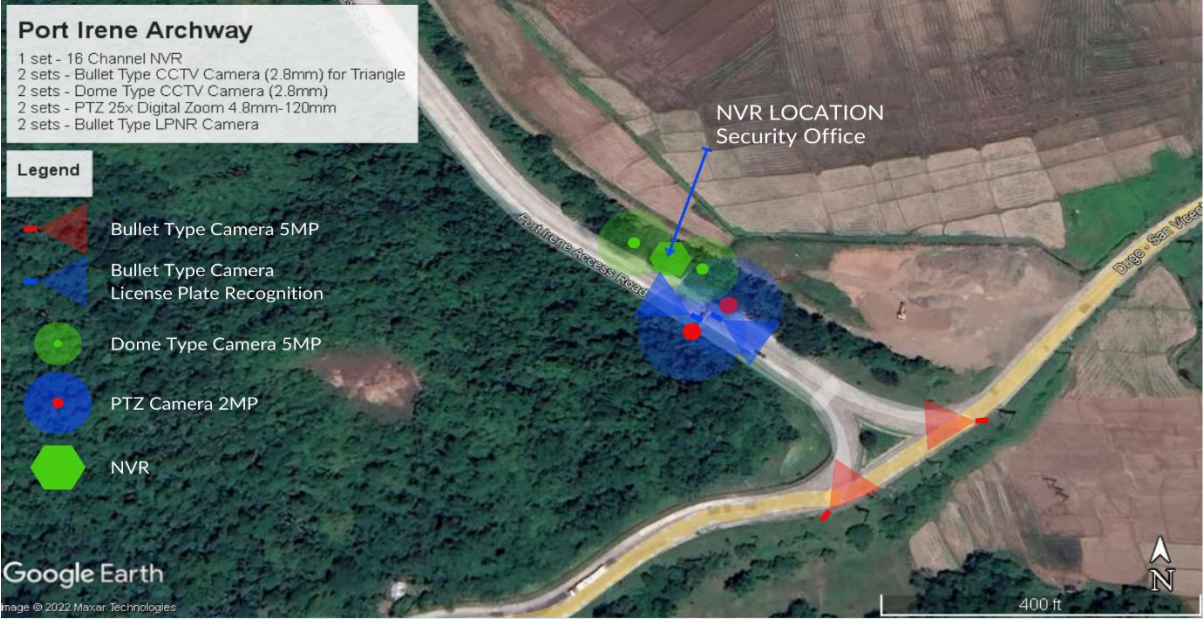 Port Irene Archway
1 set - 16 Channel NVR
2 sets - Bullet Type CCTV Camera (2.8mm) for Triangle
2 sets - Dome Type CCTV Camera (2.8mm)
2 sets - PTZ 25x Digital Zoom 4.8mm-120mm
2 sets - Bullet Type LPNR Camera
NVR LOCATION
Security Office
Legend
Bullet Type Camera 5MP
Bullet Type Camera
License Plate Recognition
Dome Type Camera 5MP
PTZ Camera 2MP
NVR
Port Irene Access Road
Dugo - San Vicen
Google Earth
mage © 2022 Maxar Technologies
N
400 ft